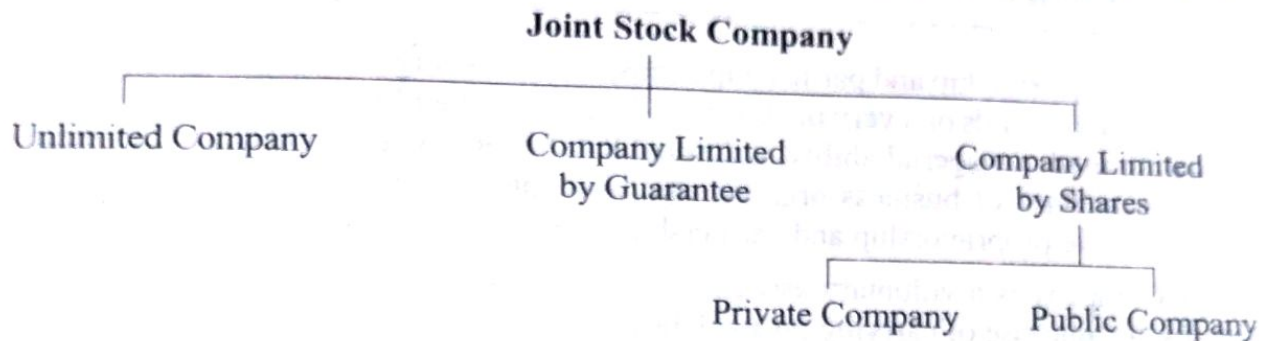 Joint Stock Company
Unlimited Company
Company Limited
by Guarantee
Company Limited
by Shares
Private Company
Public Company